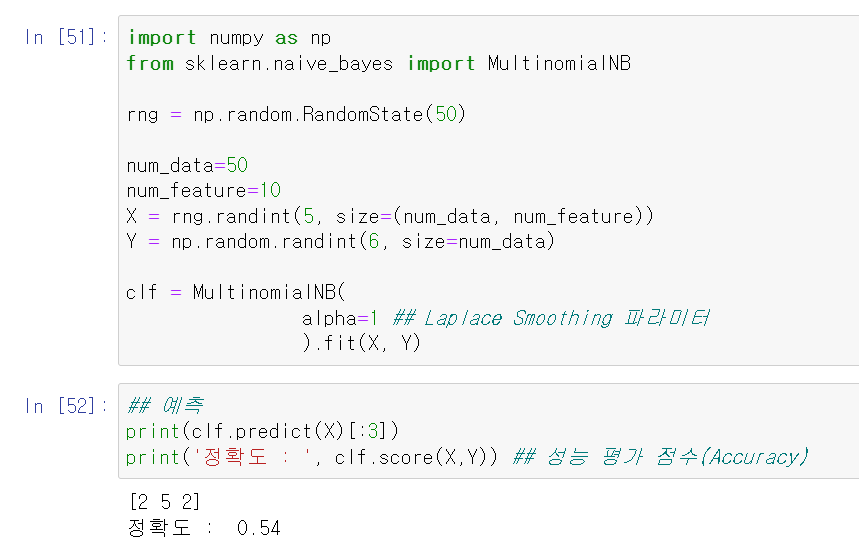 In [51]:
import numpy as np
from sklearn.naive_bayes import MultinomialNB
rng = np.random.RandomState(50)
num_data=50
num_feature=10
X = rng.randint(5, size=(num_data, num_feature))
Y = np.random.randint(6, size=num_data)
clf = MultinomialNB(
alpha=1 ## Laplace Smoothing 파라미터
).fit(X, Y)
In [52]:
## 예측
print(clf.predict(X)[:3])
print('정확도 : ', clf.score(X,Y)) ## 성능 평가 점수(Accuracy)
[2 5 2]
정확도 :  0.54